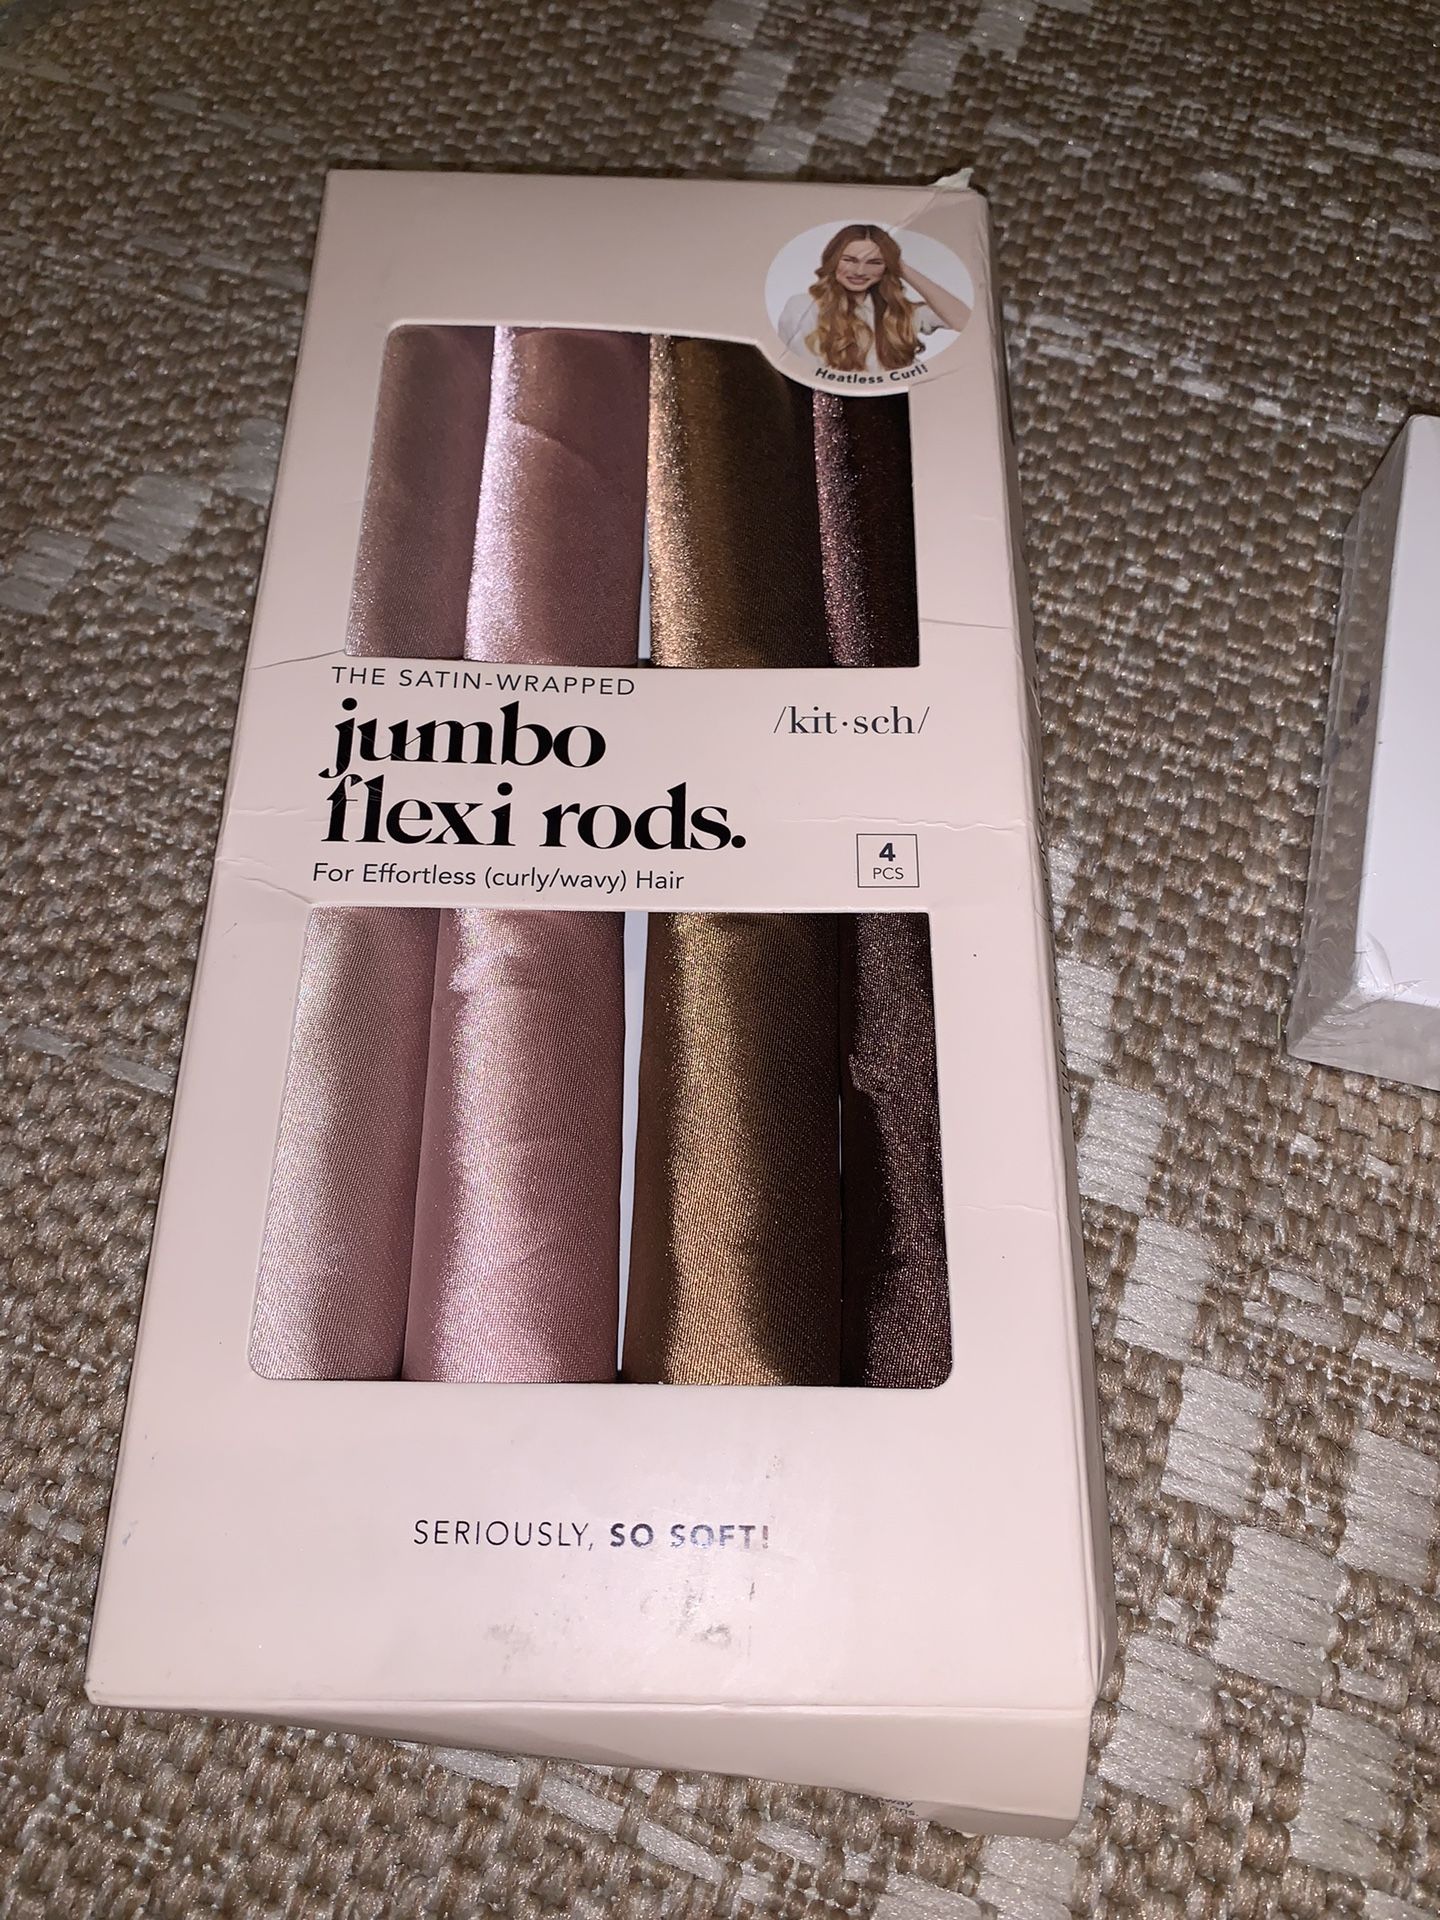 Heatless Curl!
THE SATIN-WRAPPED
jumbo
flexi rods.
/kit·sch/
For Effortless (curly/wavy) Hair
4
PCS
SERIOUSLY, SO SOFT!